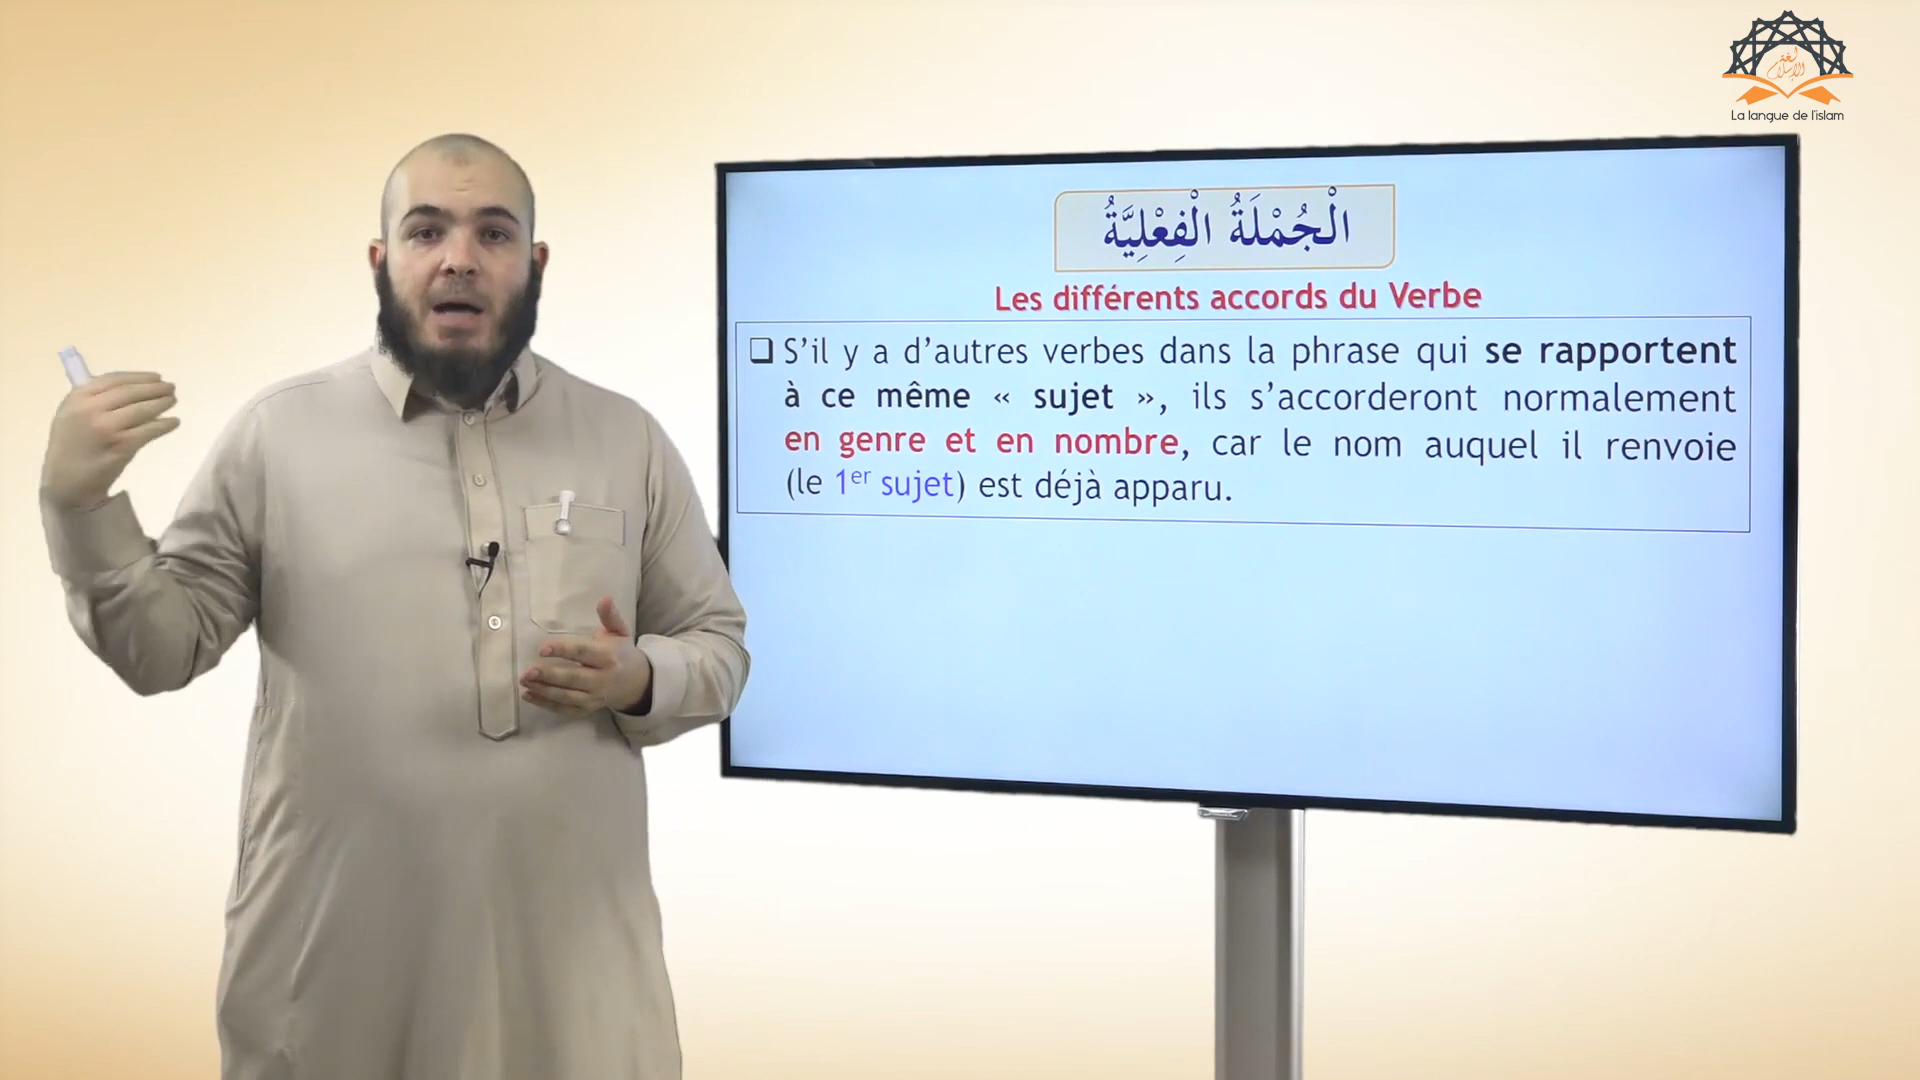 لغة
الإسلام
La langue de l'islam
الْجُمْلَةُ الْفِعْلِيَّةُ
Les différents accords du Verbe
❑ S’il y a d’autres verbes dans la phrase qui se rapportent
à ce même « sujet », ils s’accorderont normalement
en genre et en nombre, car le nom auquel il renvoie
(le 1er sujet) est déjà apparu.